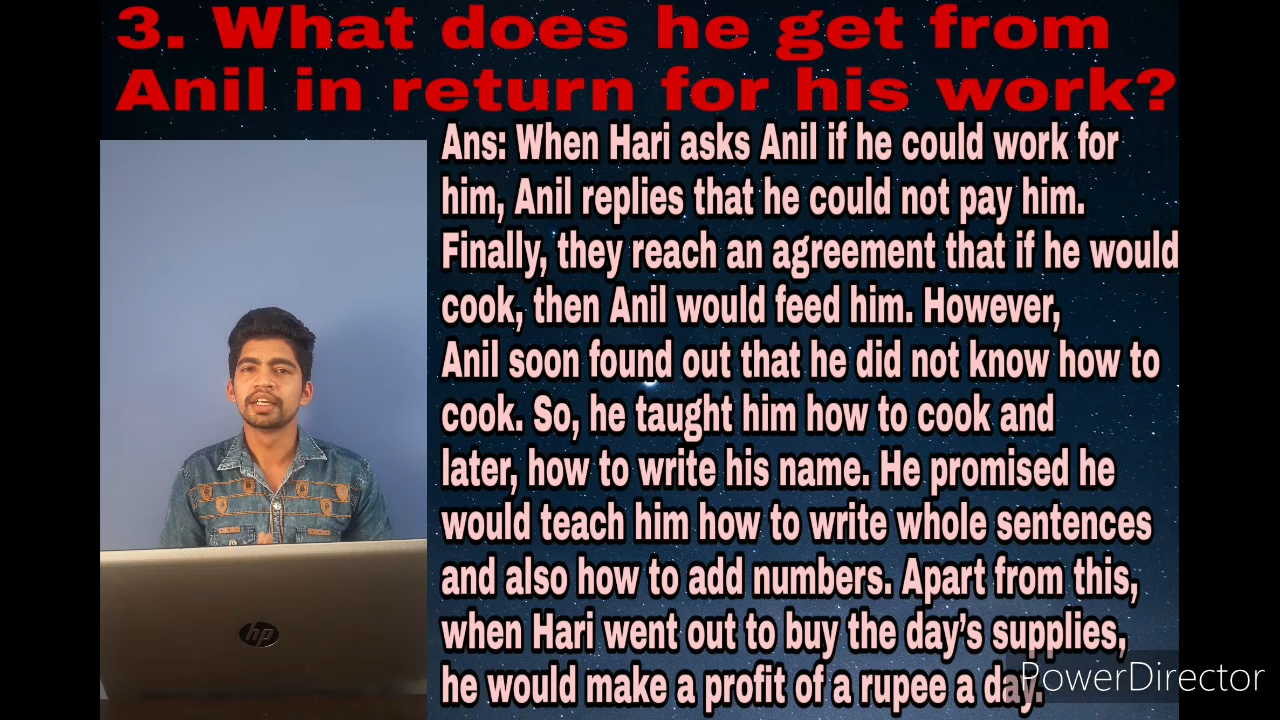 3. What does he get from
Anil in return for his work?
Ans: When Hari asks Anil if he could work for
him, Anil replies that he could not pay him.
Finally, they reach an agreement that if he would
cook, then Anil would feed him. However,
Anil soon found out that he did not know how to
cook. So, he taught him how to cook and
later, how to write his name. He promised he
would teach him how to write whole sentences
and also how to add numbers. Apart from this,
when Hari went out to buy the day’s supplies,
he would make a profit of a rupee a day.
PowerDirector
hp